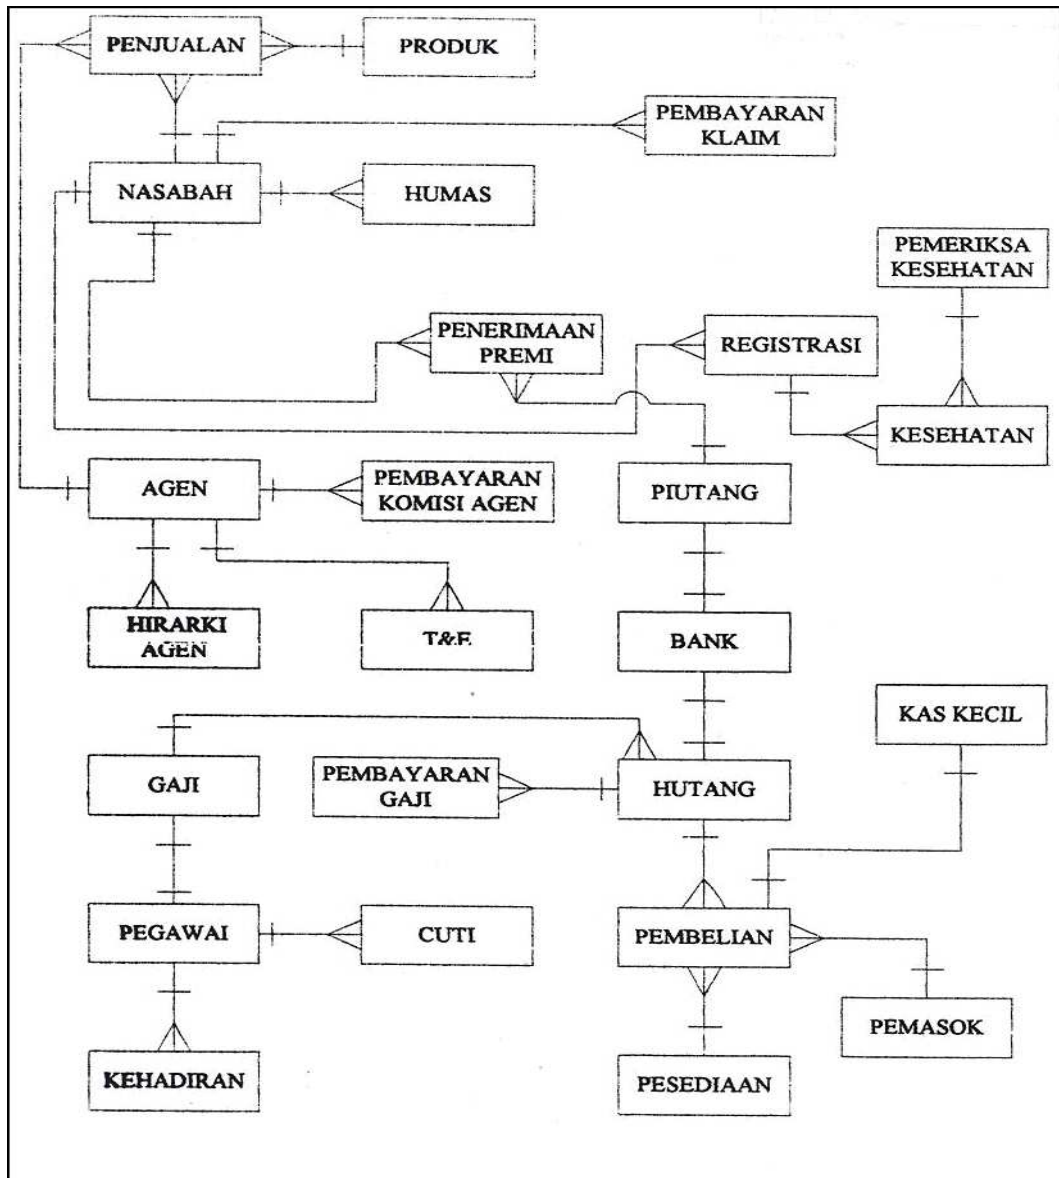 PENJUALAN
PRODUK
PEMBAYARAN
KLAIM
NASABAH
HUMAS
PEMERIKSA
KESEHATAN
PENERIMAAN
PREMI
REGISTRASI
KESEHATAN
AGEN
PEMBAYARAN
KOMISI AGEN
PIUTANG
HIRARKI
AGEN
T&E
BANK
KAS KECIL
GAJI
PEMBAYARAN
GAJI
HUTANG
PEGAWAI
CUTI
PEMBELIAN
PEMASOK
KEHADIRAN
PESEDIAAN